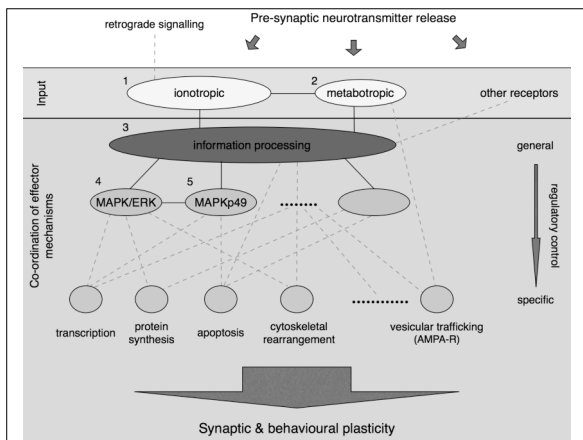 Pre-synaptic neurotransmitter release
retrograde signalling
Input
1
ionotropic
2
metabotropic
other receptors
3
information processing
general
Co-ordination of effector
mechanisms
4
MAPK/ERK
5
MAPKp49
........
regulatory control
specific
..............
transcription
protein
synthesis
apoptosis
cytoskeletal
rearrangement
vesicular trafficking
(AMPA-R)
Synaptic & behavioural plasticity